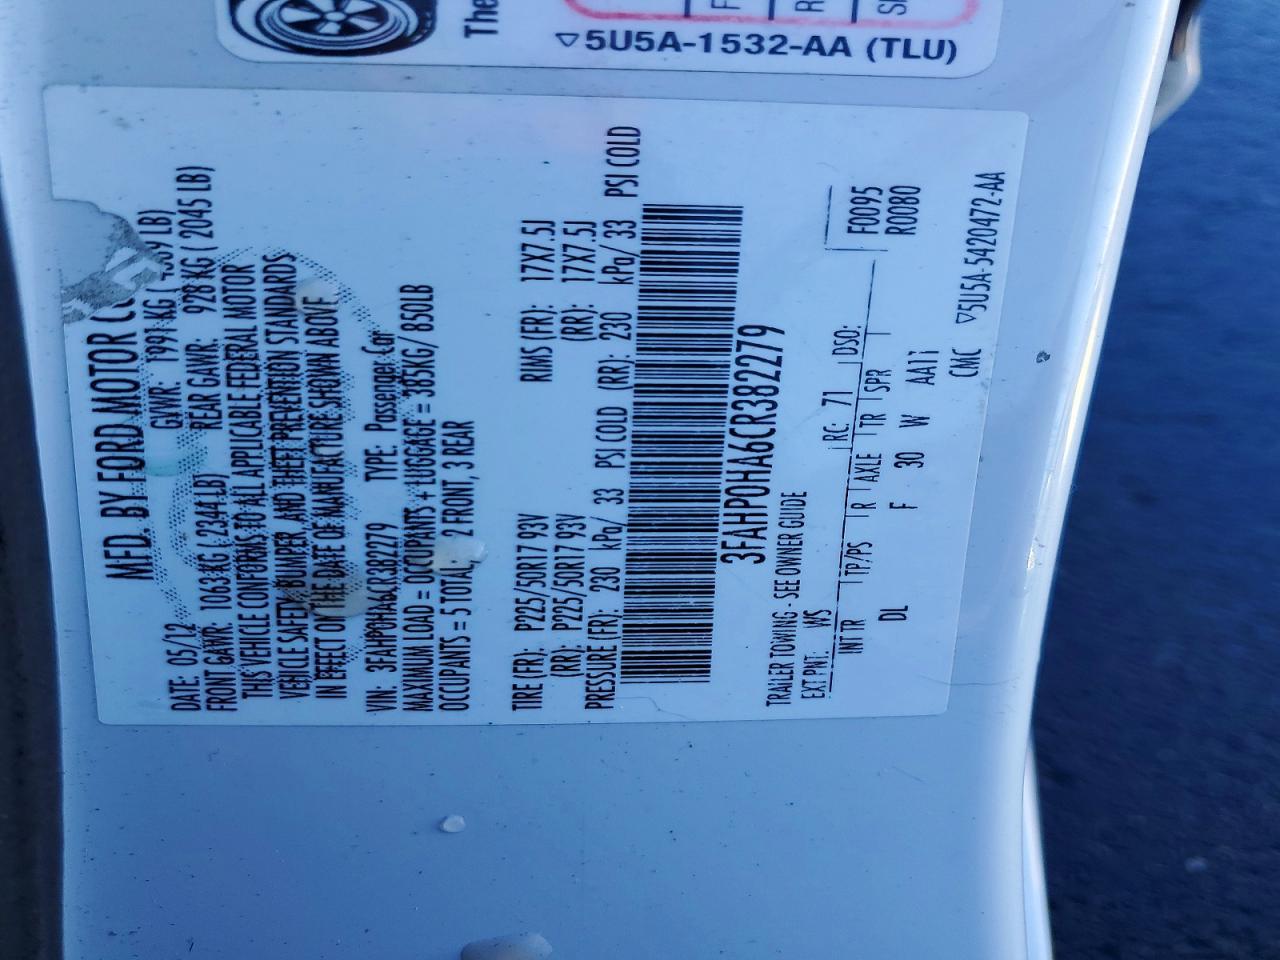 The
▽5U5A-1532-AA (TLU)
MFD. BY FORD MOTOR
DATE: 05/12 GVWR: 1991 KG (
LB)
FRONT GAWR: 1063 KG ( 2344 LB) REAR GAWR: 928 KG ( 2045 LB)
THIS VEHICLE CONFORMS TO ALL APPLICABLE FEDERAL MOTOR
VEHICLE SAFETY, BUMPER, AND THEFT PREVENTION STANDARDS
IN EFFECT ON THE DATE OF MANUFACTURE SHOWN ABOVE.
VIN: 3FAHP0HA6CR382279 TYPE: Passenger Car
MAXIMUM LOAD = OCCUPANTS + LUGGAGE = 385KG/ 850LB
OCCUPANTS = 5 TOTAL, 2 FRONT, 3 REAR
TIRE (FR): P225/50R17 93V RIMS (FR): 17X7.5J
(RR): P225/50R17 93V (RR): 17X7.5J
PRESSURE (FR): 230 kPa/ 33 PSI COLD (RR): 230 kPa/ 33 PSI COLD
3FAHP0HA6CR382279
TRAILER TOWING - SEE OWNER GUIDE
EXT PNT: WS RC: 71 DSO: F0095
INT TR TP/PS R AXLE TR SPR R0080
DL F 30 W AA11
CMC ▽5U5A-5420472-AA